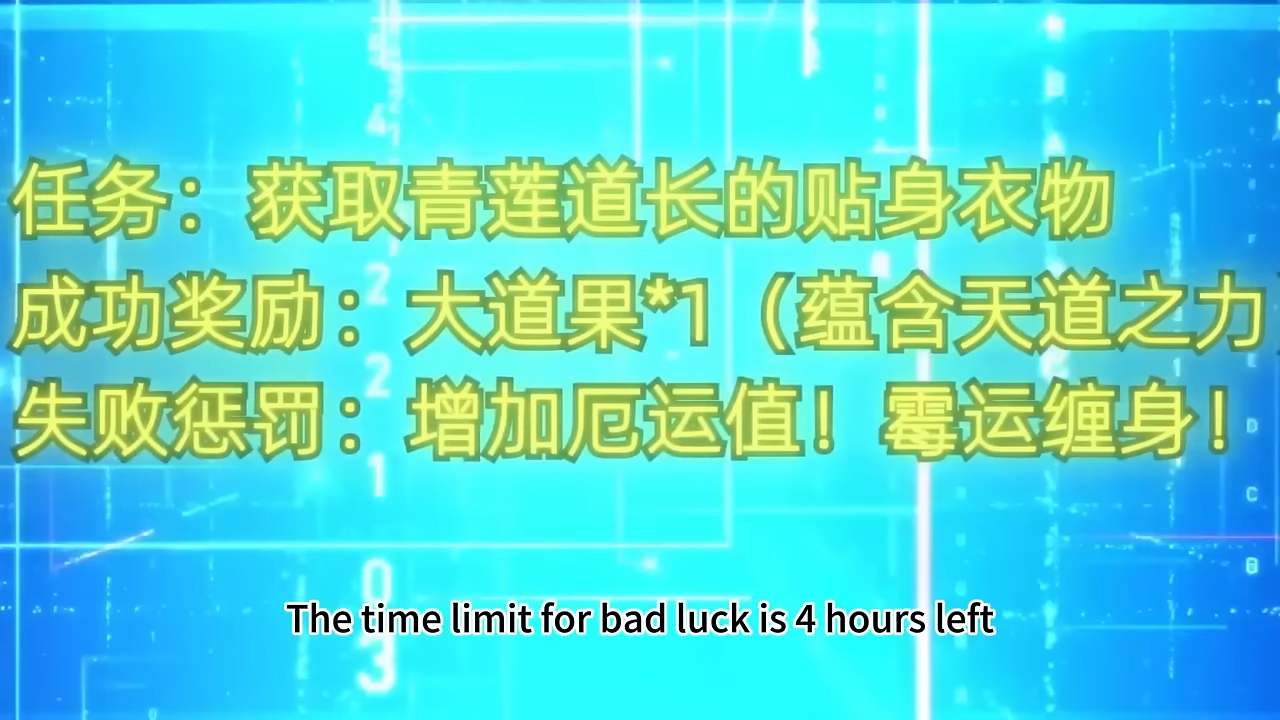 任务：获取青莲道长的贴身衣物
成功奖励：大道果*1（蕴含天道之力
失败惩罚：增加厄运值！霉运缠身！
The time limit for bad luck is 4 hours left